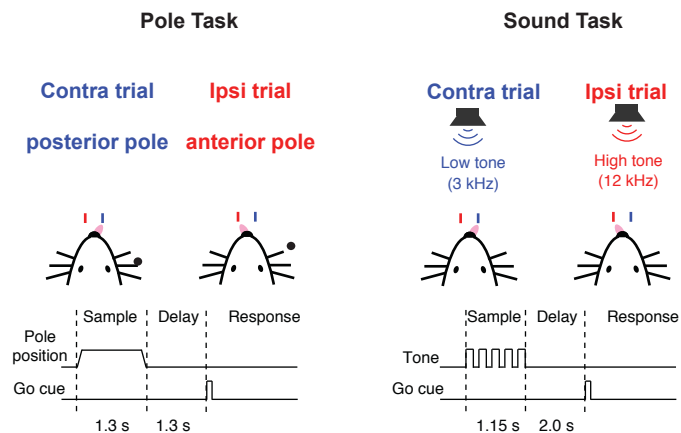 Pole Task
Sound Task
Contra trial
Ipsi trial
posterior pole
anterior pole
Contra trial
Ipsi trial
Low tone
(3 kHz)
High tone
(12 kHz)
Sample
Delay
Response
Pole
position
Go cue
1.3 s
1.3 s
Sample
Delay
Response
Tone
Go cue
1.15 s
2.0 s